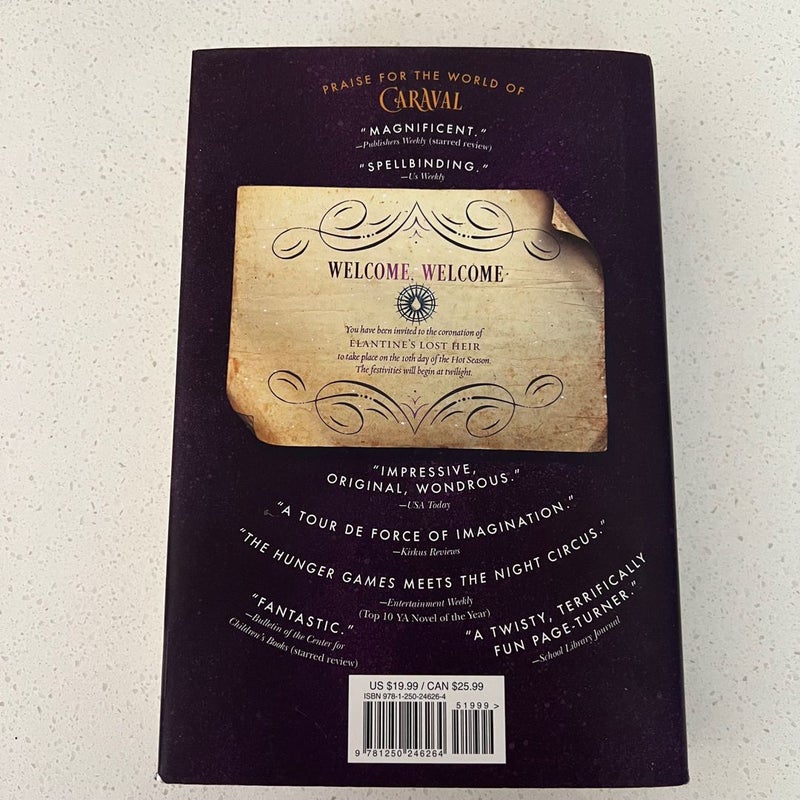 PRAISE FOR THE WORLD OF
CARAVAL
"MAGNIFICENT."
—Publishers Weekly (starred review)
"SPELLBINDING."
—Us Weekly
WELCOME, WELCOME
You have been invited to the coronation of
ELANTINE'S LOST HEIR
to take place on the 10th day of the Hot Season.
The festivities will begin at twilight.
"IMPRESSIVE,
ORIGINAL, WONDROUS."
—USA Today
"A TOUR DE FORCE OF IMAGINATION."
—Kirkus Reviews
"THE HUNGER GAMES MEETS THE NIGHT CIRCUS."
—Entertainment Weekly
(Top 10 YA Novel of the Year)
"FANTASTIC."
—Bulletin of the Center for
Children's Books (starred review)
"A TWISTY, TERRIFICALLY
FUN PAGE-TURNER."
—School Library Journal
US $19.99 / CAN $25.99
ISBN 978-1-250-24626-4
51999 >
9 781250 246264